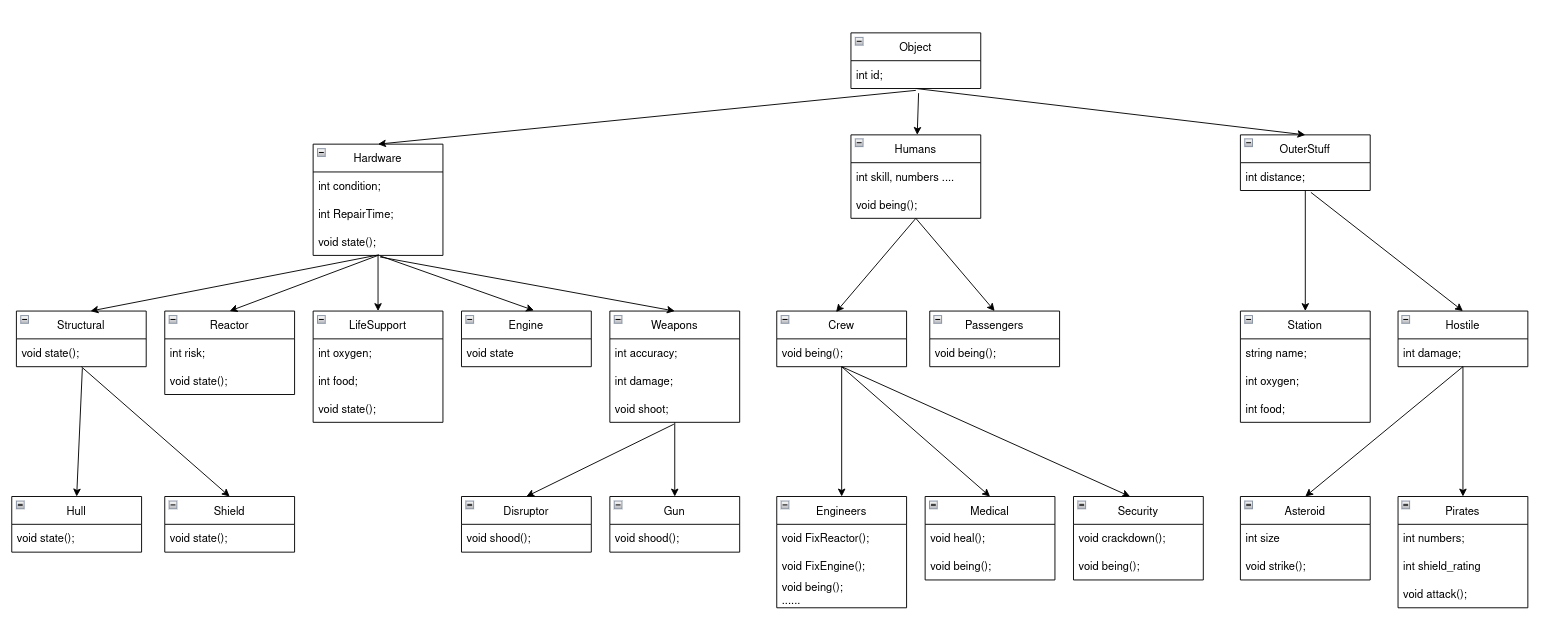 Object
int id;
Hardware
int condition;
int RepairTime;
void state();
Humans
int skill, numbers ....
void being();
OuterStuff
int distance;
Structural
void state();
Reactor
int risk;
void state();
LifeSupport
int oxygen;
int food;
void state();
Engine
void state
Weapons
int accuracy;
int damage;
void shoot;
Crew
void being();
Passengers
void being();
Station
string name;
int oxygen;
int food;
Hostile
int damage;
Hull
void state();
Shield
void state();
Disruptor
void shood();
Gun
void shood();
Engineers
void FixReactor();
void FixEngine();
void being();
......
Medical
void heal();
void being();
Security
void crackdown();
void being();
Asteroid
int size
void strike();
Pirates
int numbers;
int shield_rating
void attack();